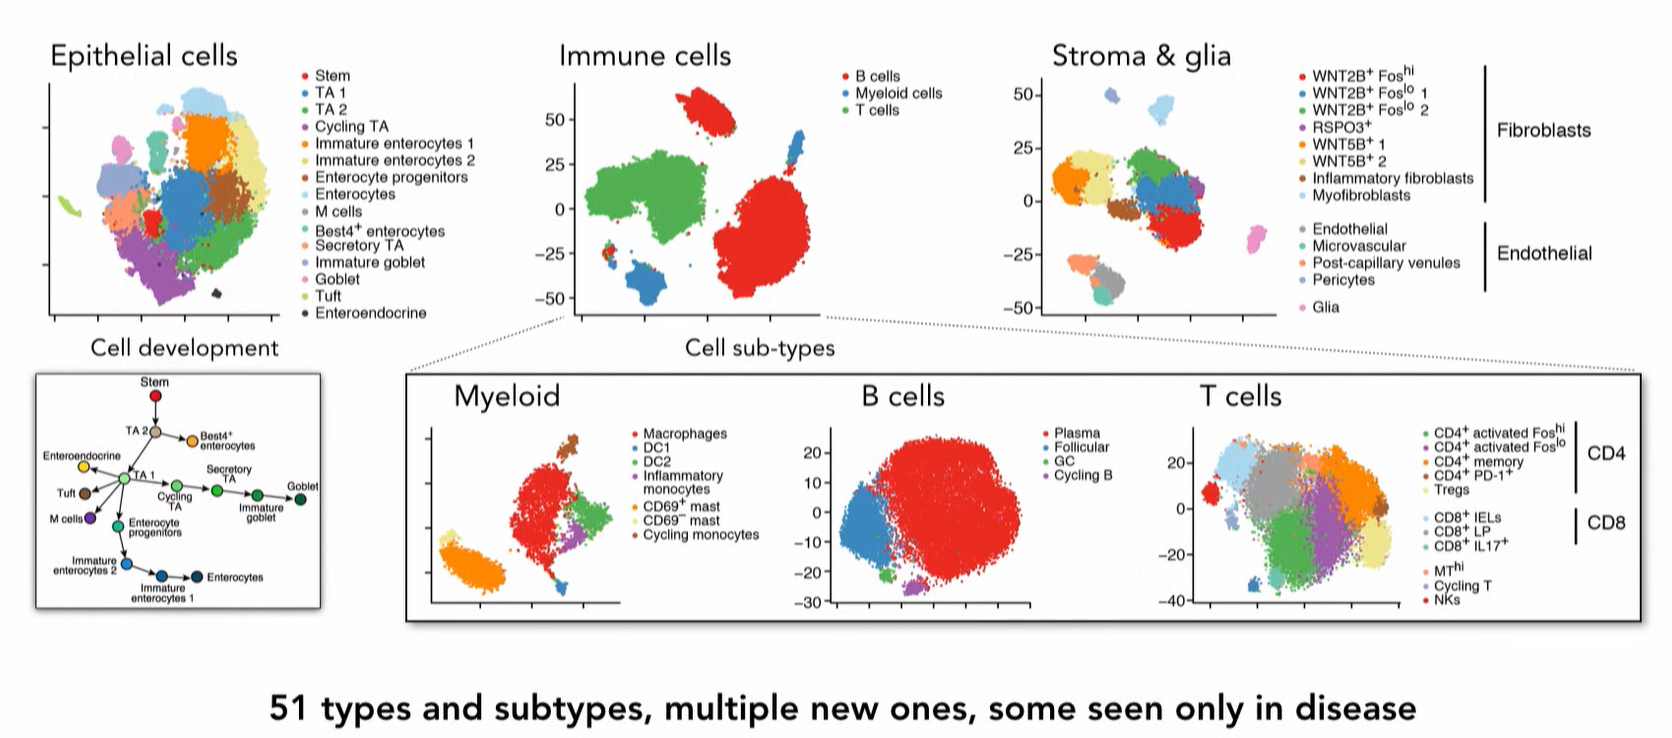 Epithelial cells
Stem
TA 1
TA 2
Cycling TA
Immature enterocytes 1
Immature enterocytes 2
Enterocyte progenitors
Enterocytes
M cells
Best4⁺ enterocytes
Secretory TA
Immature goblet
Goblet
Tuft
Enteroendocrine
Immune cells
50
25
0
−25
−50
B cells
Myeloid cells
T cells
Stroma & glia
50
25
0
−25
−50
WNT2B⁺ Fosʰⁱ
WNT2B⁺ Fosˡᵒ 1
WNT2B⁺ Fosˡᵒ 2
RSPO3⁺
WNT5B⁺ 1
WNT5B⁺ 2
Inflammatory fibroblasts
Myofibroblasts
Fibroblasts
Endothelial
Microvascular
Post-capillary venules
Pericytes
Endothelial
Glia
Cell development
Stem
TA 2
Best4⁺
enterocytes
Enteroendocrine
TA 1
Secretory
TA
Goblet
Tuft
Cycling
TA
Immature
goblet
M cells
Enterocyte
progenitors
Immature
enterocytes 2
Enterocytes
Immature
enterocytes 1
Cell sub-types
Myeloid
Macrophages
DC1
DC2
Inflammatory
monocytes
CD69⁺ mast
CD69⁻ mast
Cycling monocytes
B cells
20
10
0
−10
−20
−30
Plasma
Follicular
GC
Cycling B
T cells
20
0
−20
−40
CD4⁺ activated Fosʰⁱ
CD4⁺ activated Fosˡᵒ
CD4⁺ memory
CD4⁺ PD-1⁺
Tregs
CD4
CD8⁺ IELs
CD8⁺ LP
CD8⁺ IL17⁺
CD8
MTʰⁱ
Cycling T
NKs
51 types and subtypes, multiple new ones, some seen only in disease